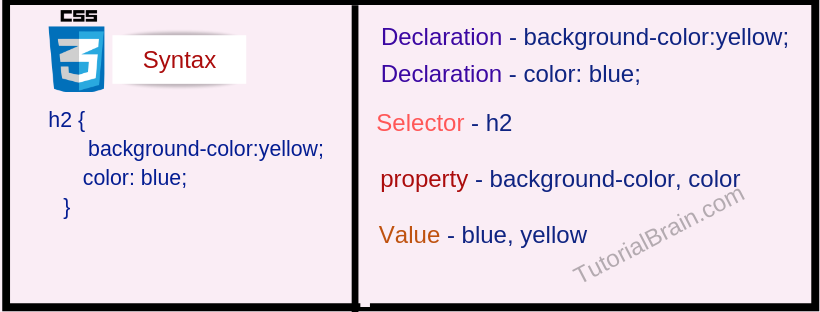 CSS
3
Syntax
h2 {
background-color:yellow;
color: blue;
}
Declaration - background-color:yellow;
Declaration - color: blue;
Selector - h2
property - background-color, color
Value - blue, yellow
TutorialBrain.com